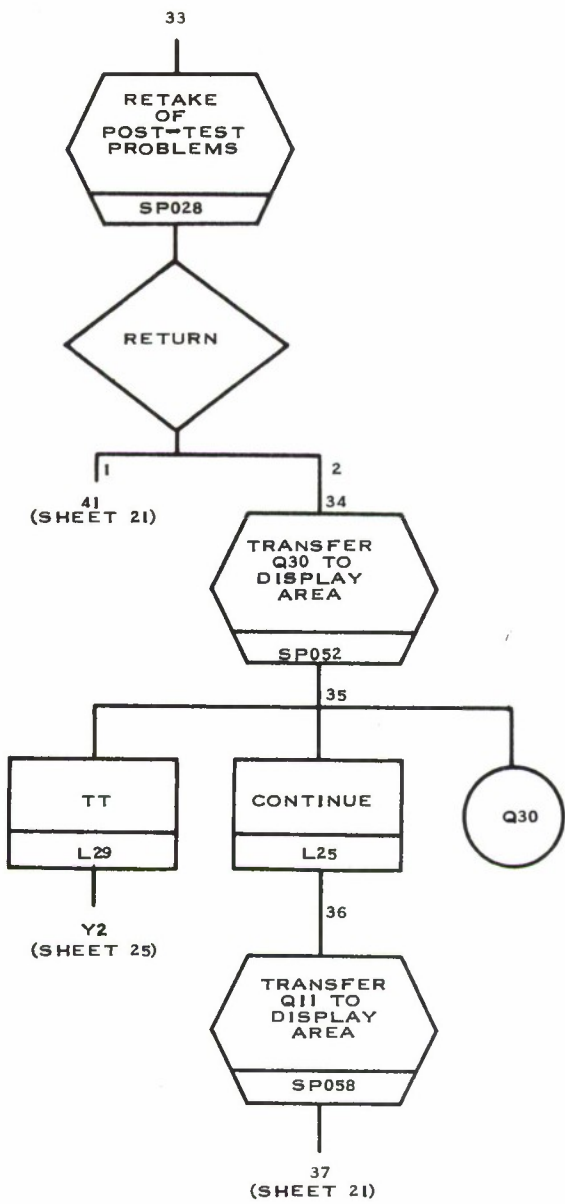 33
RETAKE
OF
POST-TEST
PROBLEMS
SP028
RETURN
1
2
41
(SHEET 21)
34
TRANSFER
Q30 TO
DISPLAY
AREA
SP052
35
TT
CONTINUE
Q30
L29
L25
Y2
(SHEET 25)
36
TRANSFER
Q11 TO
DISPLAY
AREA
SP058
37
(SHEET 21)